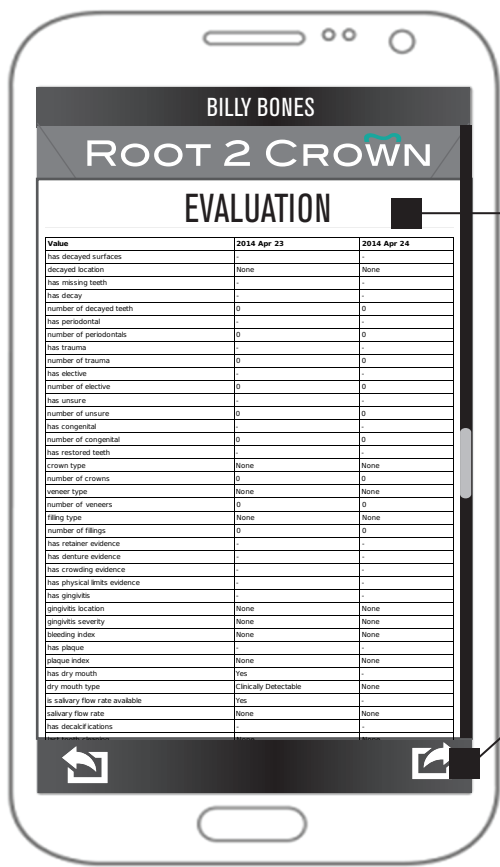 BILLY BONES
ROOT 2 CROWN
EVALUATION
Value 2014 Apr 23 2014 Apr 24
has decayed surfaces - -
decayed location None None
has missing teeth - -
has decay - -
number of decayed teeth 0 0
has periodontal - -
number of periodontals 0 0
has trauma - -
number of trauma 0 0
has elective - -
number of elective 0 0
has unsure - -
number of unsure 0 0
has congenital - -
number of congenital 0 0
has restored teeth - -
crown type None None
number of crowns 0 0
veneer type None None
number of veneers 0 0
filling type None None
number of fillings 0 0
has retainer evidence - -
has denture evidence - -
has crowding evidence - -
has physical limits evidence - -
has gingivitis - -
gingivitis location None None
gingivitis severity None None
bleeding index None None
has plaque - -
plaque index None None
has dry mouth Yes -
dry mouth type Clinically Detectable None
is salivary flow rate available Yes -
salivary flow rate None None
has decalcifications - -
last tooth cleaning None None